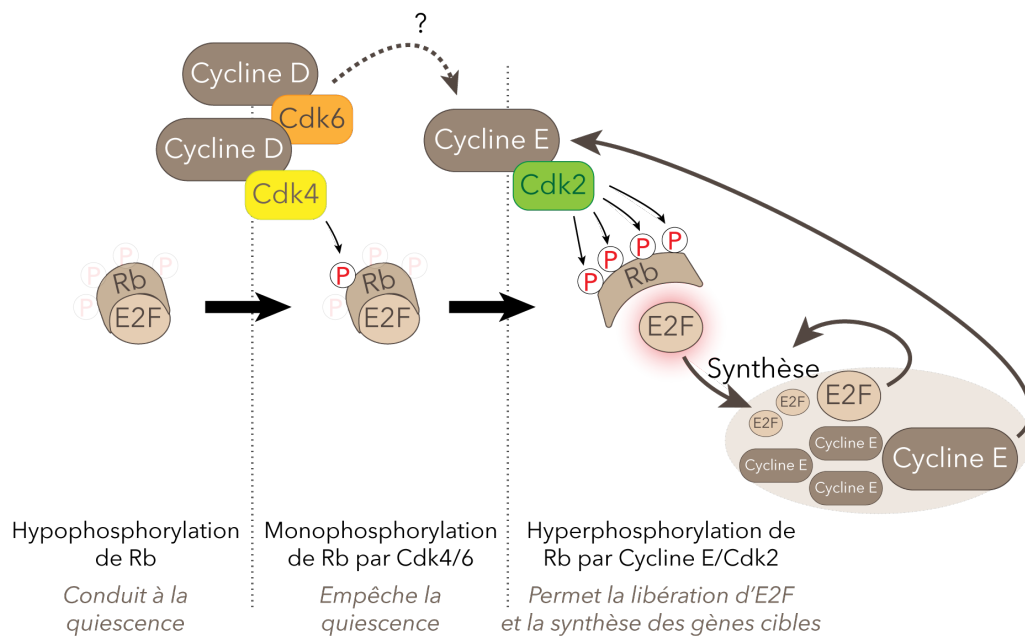 ?
Cycline D
Cdk6
Cycline D
Cdk4
Cycline E
Cdk2
P
P
P
P
Rb
E2F
P
P
P
P
Rb
E2F
P
P
P
P
Rb
E2F
Synthèse
E2F
E2F
E2F
Cycline E
Cycline E
Cycline E
Cycline E
Hypophosphorylation
de Rb
Conduit à la
quiescence
Monophosphorylation
de Rb par Cdk4/6
Empêche la
quiescence
Hyperphosphorylation de
Rb par Cycline E/Cdk2
Permet la libération d'E2F
et la synthèse des gènes cibles